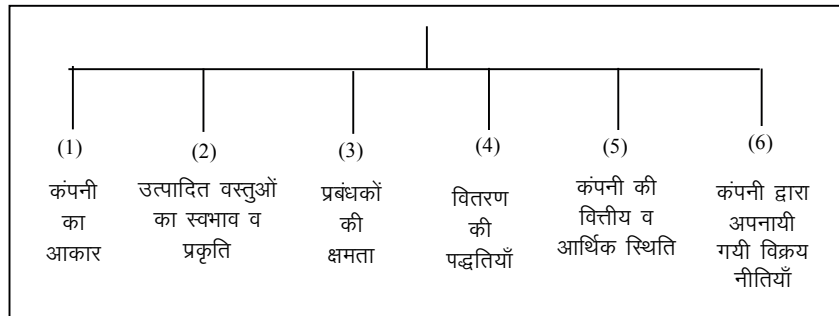 (1)
कंपनी
का
आकार
(2)
उत्पादित वस्तुओं
का स्वभाव व
प्रकृति
(3)
प्रबंधकों
की
क्षमता
(4)
वितरण
की
पद्धतियाँ
(5)
कंपनी की
वित्तीय व
आर्थिक स्थिति
(6)
कंपनी द्वारा
अपनायी
गयी विक्रय
नीतियाँ